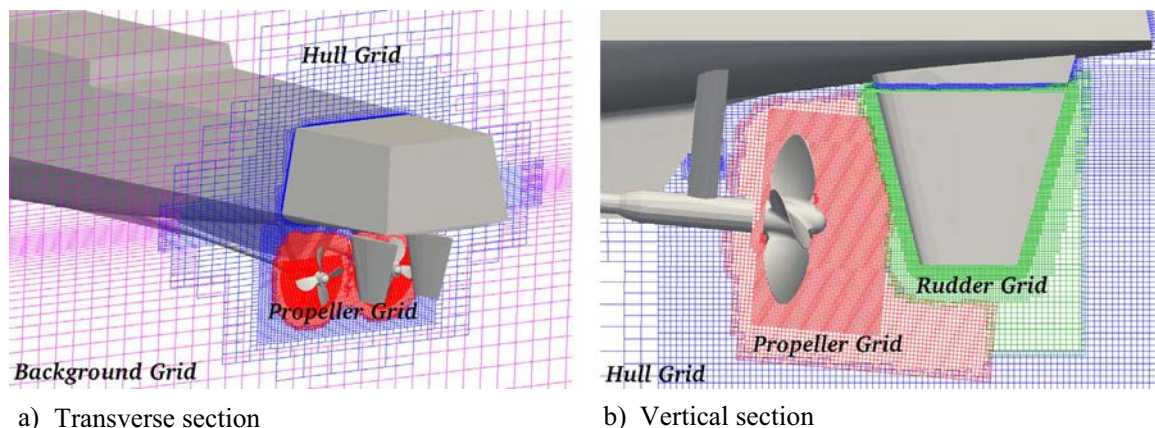 Hull Grid
Propeller Grid
Background Grid
Rudder Grid
Propeller Grid
Hull Grid
a) Transverse section
b) Vertical section